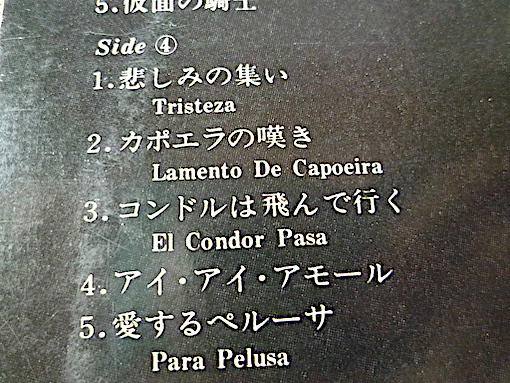 5.仮面の騎士
Side ④
1.悲しみの集い
Tristeza
2.カポエラの嘆き
Lamento De Capoeira
3.コンドルは飛んで行く
El Condor Pasa
4.アイ・アイ・アモール
5.愛するペルーサ
Para Pelusa